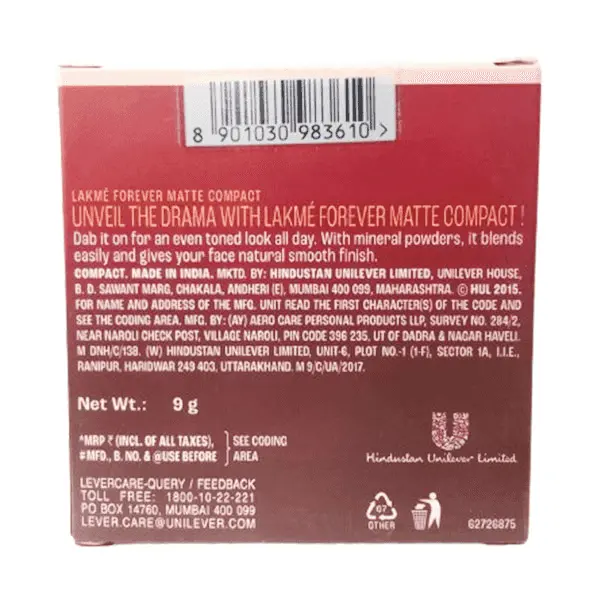 8 901030 983610 >
LAKMÉ FOREVER MATTE COMPACT
UNVEIL THE DRAMA WITH LAKMÉ FOREVER MATTE COMPACT !
Dab it on for an even toned look all day. With mineral powders, it blends
easily and gives your face natural smooth finish.
COMPACT. MADE IN INDIA. MKTD. BY: HINDUSTAN UNILEVER LIMITED, UNILEVER HOUSE,
B. D. SAWANT MARG, CHAKALA, ANDHERI (E), MUMBAI 400 099, MAHARASHTRA. © HUL 2015.
FOR NAME AND ADDRESS OF THE MFG. UNIT READ THE FIRST CHARACTER(S) OF THE CODE AND
SEE THE CODING AREA. MFG. BY: (AY) AERO CARE PERSONAL PRODUCTS LLP, SURVEY NO. 284/2,
NEAR NAROLI CHECK POST, VILLAGE NAROLI, PIN CODE 396 235, UT OF DADRA & NAGAR HAVELI.
M DNH/C/138. (W) HINDUSTAN UNILEVER LIMITED, UNIT-6, PLOT NO.-1 (1-F), SECTOR 1A, I.I.E.,
RANIPUR, HARIDWAR 249 403, UTTARAKHAND. M 9/C/UA/2017.
Net Wt.: 9 g
*MRP ₹ (INCL. OF ALL TAXES), SEE CODING
#MFD., B. NO. & @USE BEFORE AREA
Hindustan Unilever Limited
LEVERCARE-QUERY / FEEDBACK
TOLL FREE: 1800-10-22-221
PO BOX 14760, MUMBAI 400 099
LEVER.CARE@UNILEVER.COM
07
OTHER
62726875